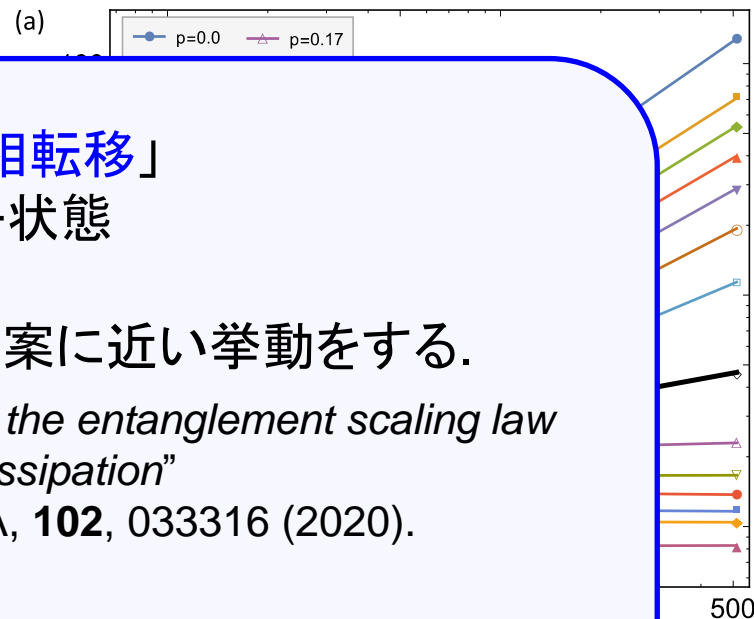 (a)
p=0.0 p=0.17
相転移」
状態
案に近い挙動をする.
the entanglement scaling law
ssipation”
, 102, 033316 (2020).
500